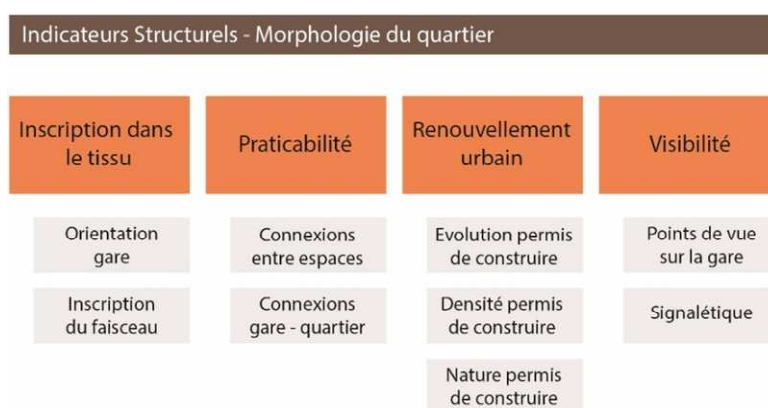 Indicateurs Structurels - Morphologie du quartier
Inscription dans
le tissu
Orientation
gare
Inscription
du faisceau
Praticabilité
Connexions
entre espaces
Connexions
gare - quartier
Renouvellement
urbain
Evolution permis
de construire
Densité permis
de construire
Nature permis
de construire
Visibilité
Points de vue
sur la gare
Signalétique